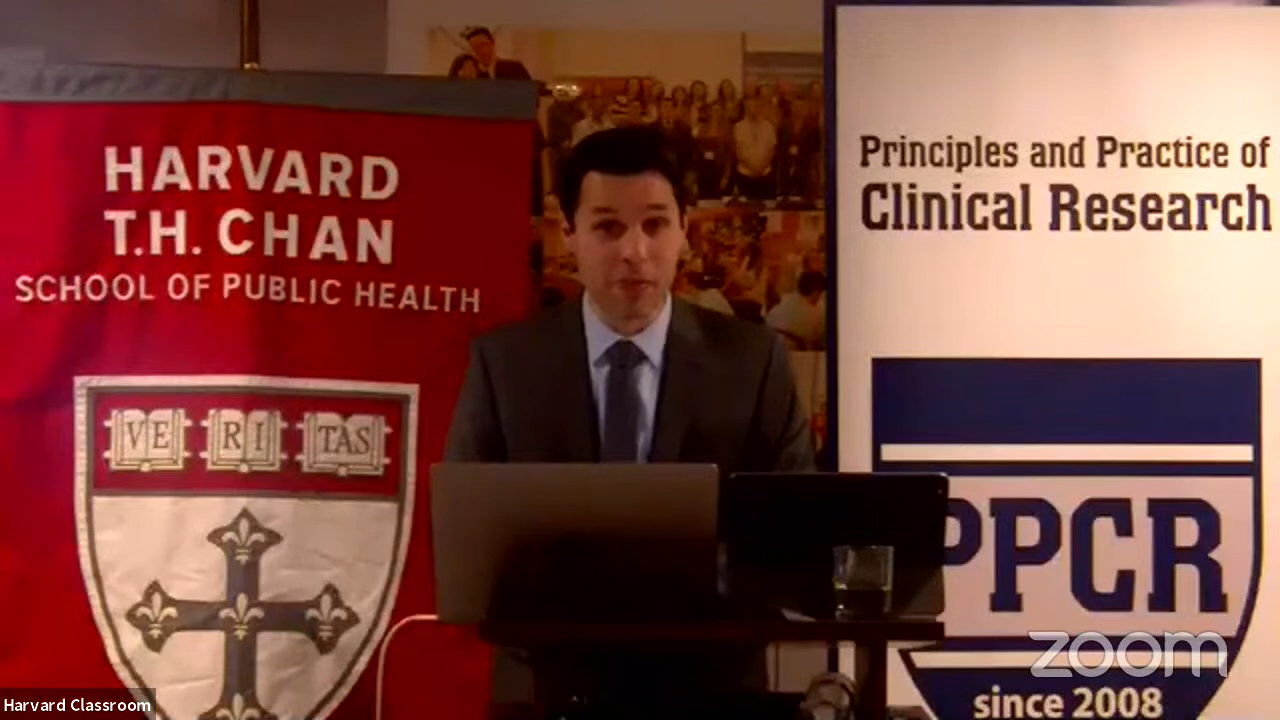 HARVARD
T.H. CHAN
SCHOOL OF PUBLIC HEALTH
VE RI TAS
Principles and Practice of
Clinical Research
PPCR
since 2008
zoom
Harvard Classroom